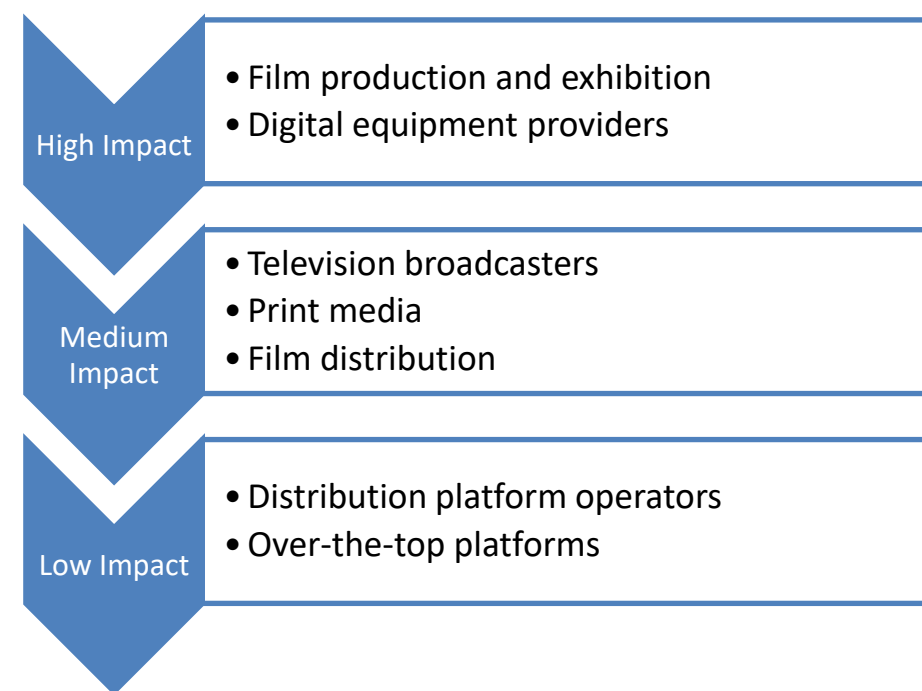 High Impact
• Film production and exhibition
• Digital equipment providers
Medium
Impact
• Television broadcasters
• Print media
• Film distribution
Low Impact
• Distribution platform operators
• Over-the-top platforms